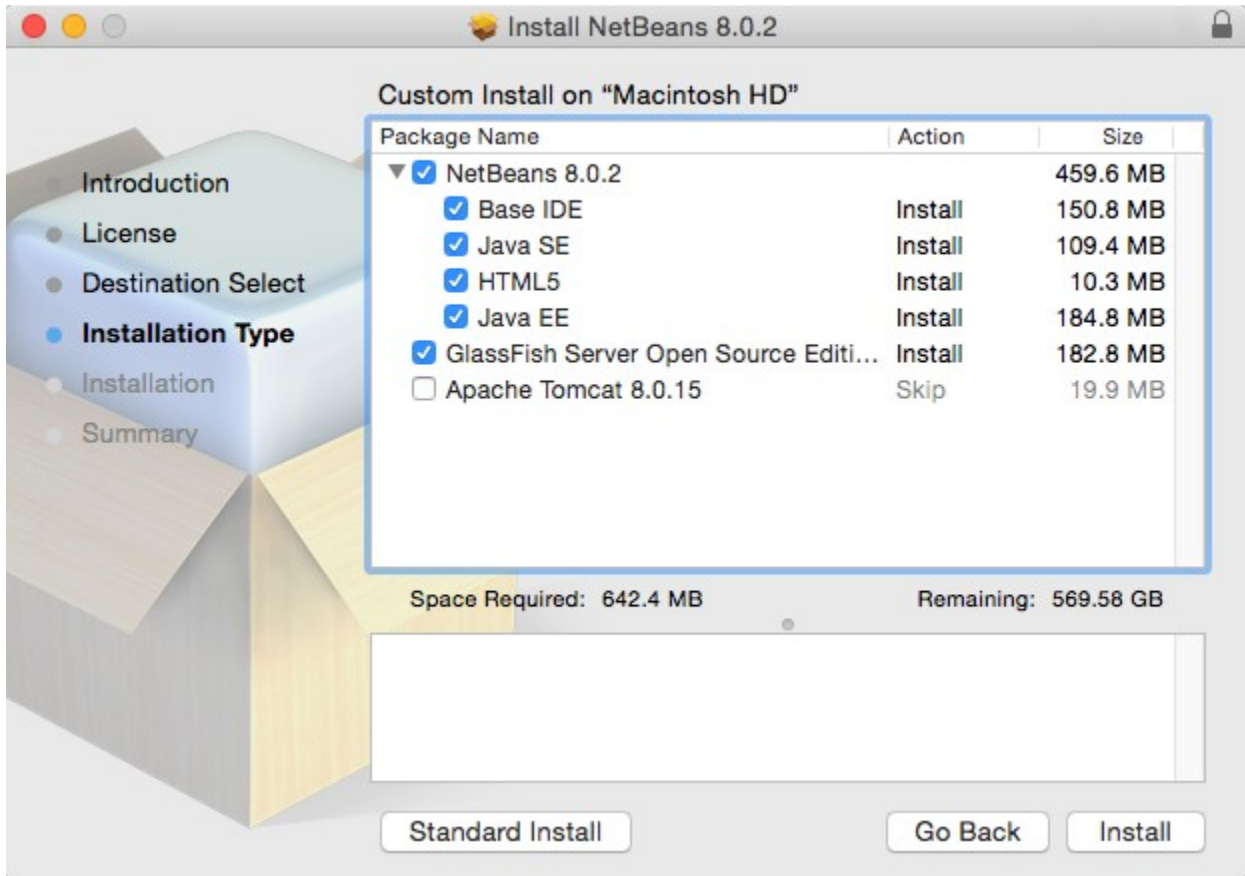 Install NetBeans 8.0.2
Custom Install on “Macintosh HD”
Introduction
License
Destination Select
Installation Type
Installation
Summary
Package Name Action Size
NetBeans 8.0.2 459.6 MB
Base IDE Install 150.8 MB
Java SE Install 109.4 MB
HTML5 Install 10.3 MB
Java EE Install 184.8 MB
GlassFish Server Open Source Editi... Install 182.8 MB
Apache Tomcat 8.0.15 Skip 19.9 MB
Space Required: 642.4 MB Remaining: 569.58 GB
Standard Install Go Back Install